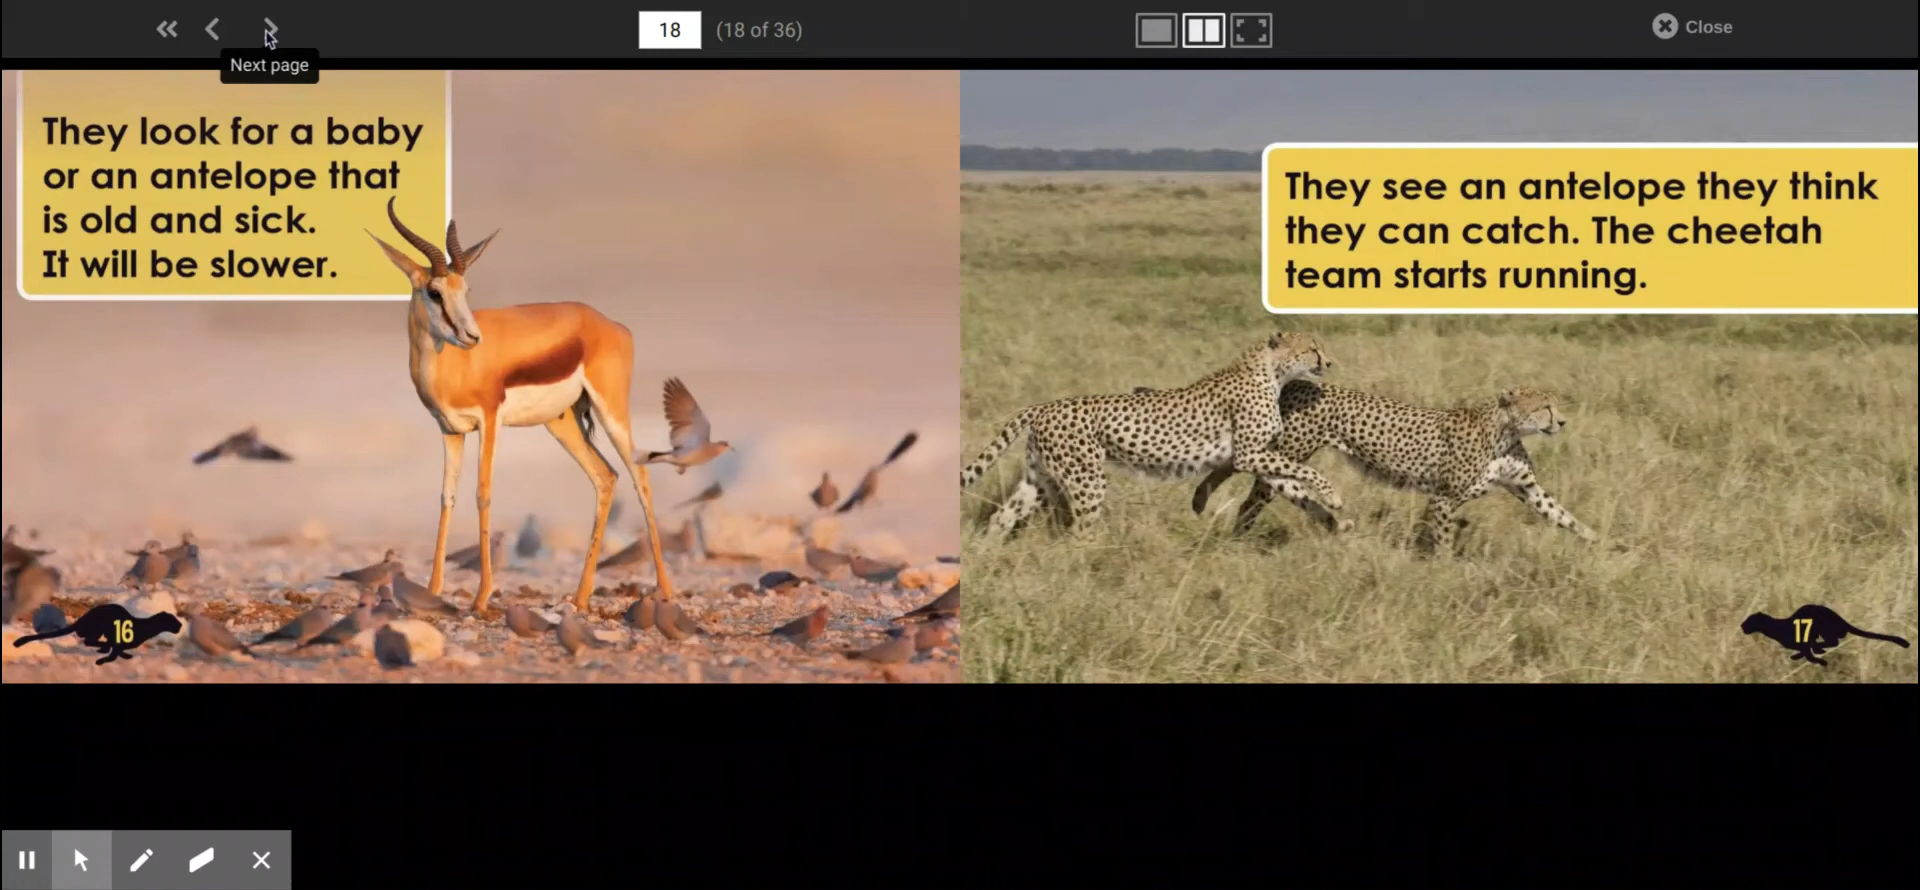 18 (18 of 36)
Close
Next page
They look for a baby
or an antelope that
is old and sick.
It will be slower.
16
They see an antelope they think
they can catch. The cheetah
team starts running.
17